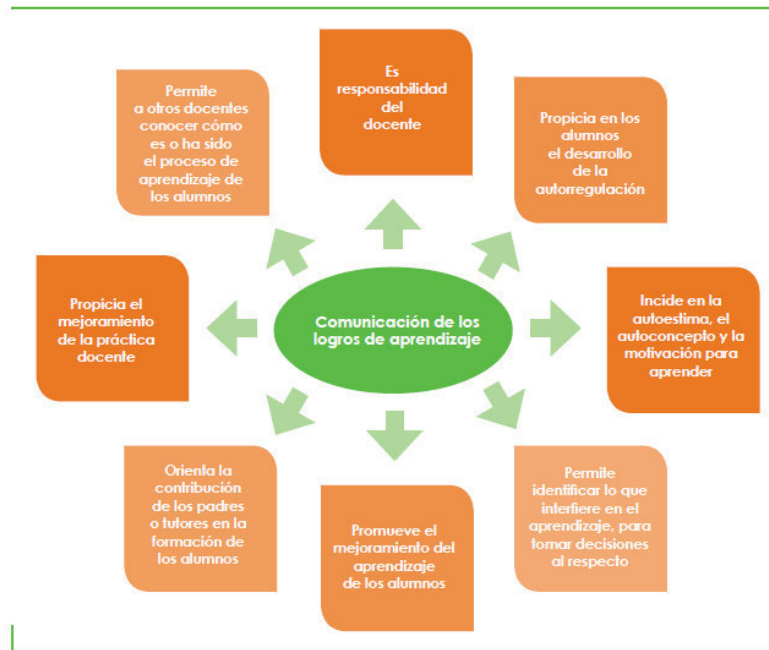 Es
responsabilidad
del
docente
Propicia en los
alumnos
el desarrollo
de la
autorregulación
Incide en la
autoestima, el
autoconcepto y la
motivación para
aprender
Permite
identificar lo que
interfiere en el
aprendizaje, para
tomar decisiones
al respecto
Promueve el
mejoramiento del
aprendizaje
de los alumnos
Orienta la
contribución
de los padres
o tutores en la
formación de
los alumnos
Propicia el
mejoramiento
de la práctica
docente
Permite
a otros docentes
conocer cómo
es o ha sido
el proceso de
aprendizaje de
los alumnos
Comunicación de los
logros de aprendizaje